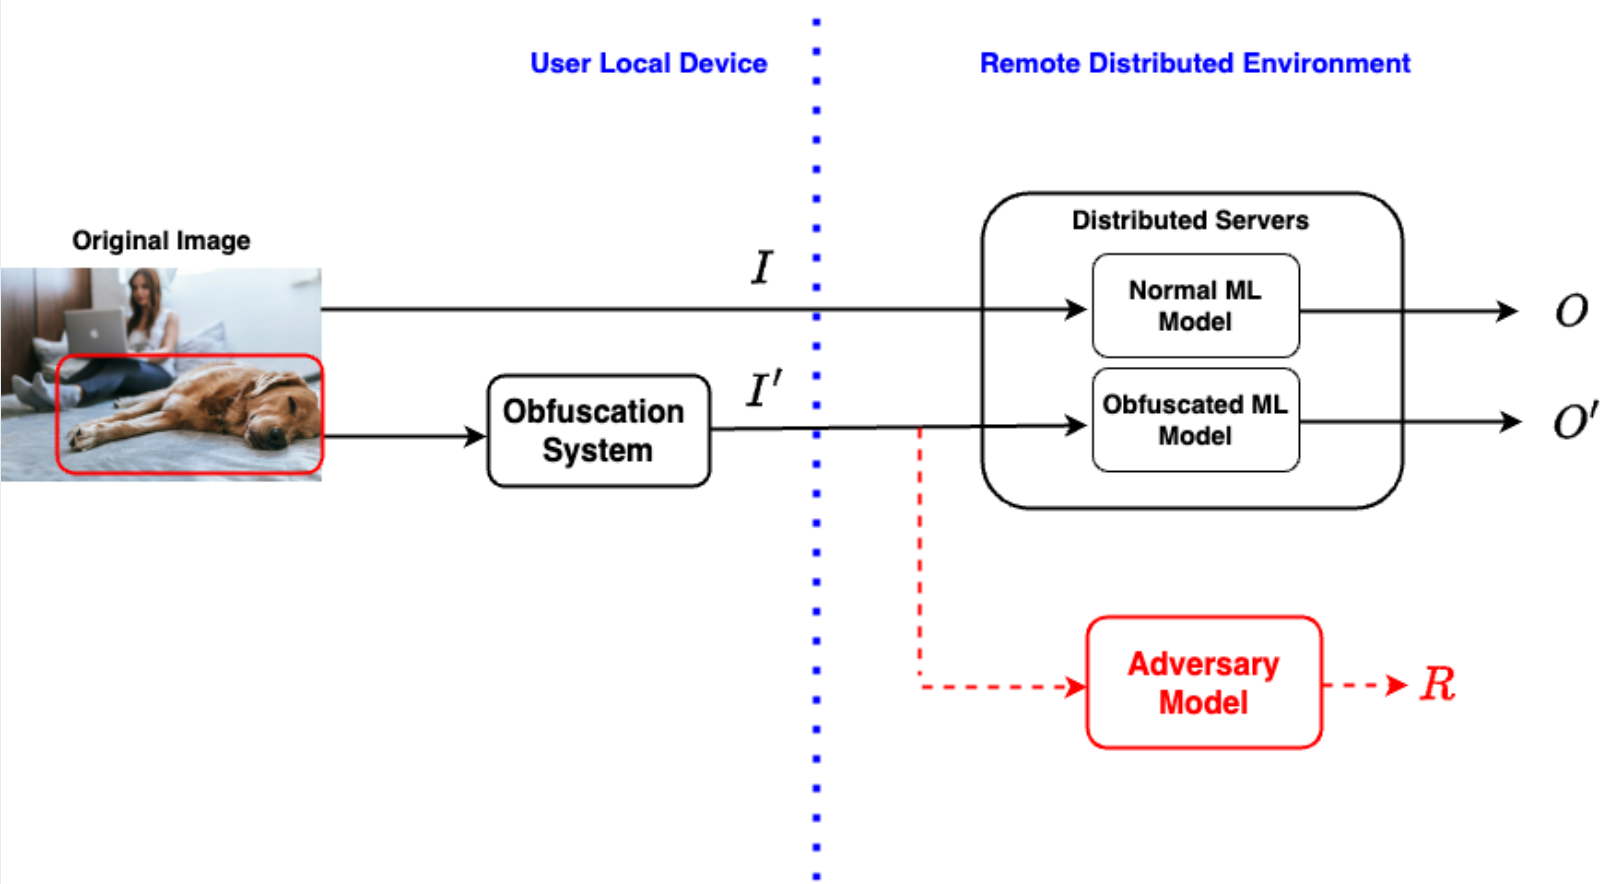 User Local Device
Remote Distributed Environment
Original Image
I
Distributed Servers
Normal ML
Model
O
Obfuscation
System
I′
Obfuscated ML
Model
O′
Adversary
Model
R